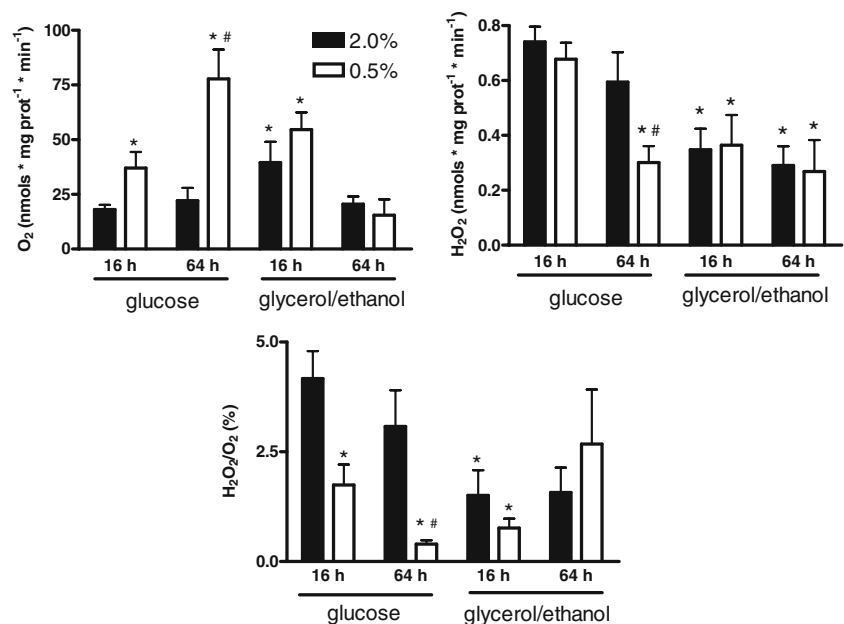 O₂ (nmols * mg prot⁻¹ * min⁻¹)
100
75
50
25
0
* * # * *
2.0%
0.5%
16 h 64 h 16 h 64 h
glucose glycerol/ethanol
H₂O₂ (nmols * mg prot⁻¹ * min⁻¹)
0.8
0.6
0.4
0.2
0.0
* # * * * *
16 h 64 h 16 h 64 h
glucose glycerol/ethanol
H₂O₂/O₂ (%)
5.0
2.5
0.0
* * # * *
16 h 64 h 16 h 64 h
glucose glycerol/ethanol